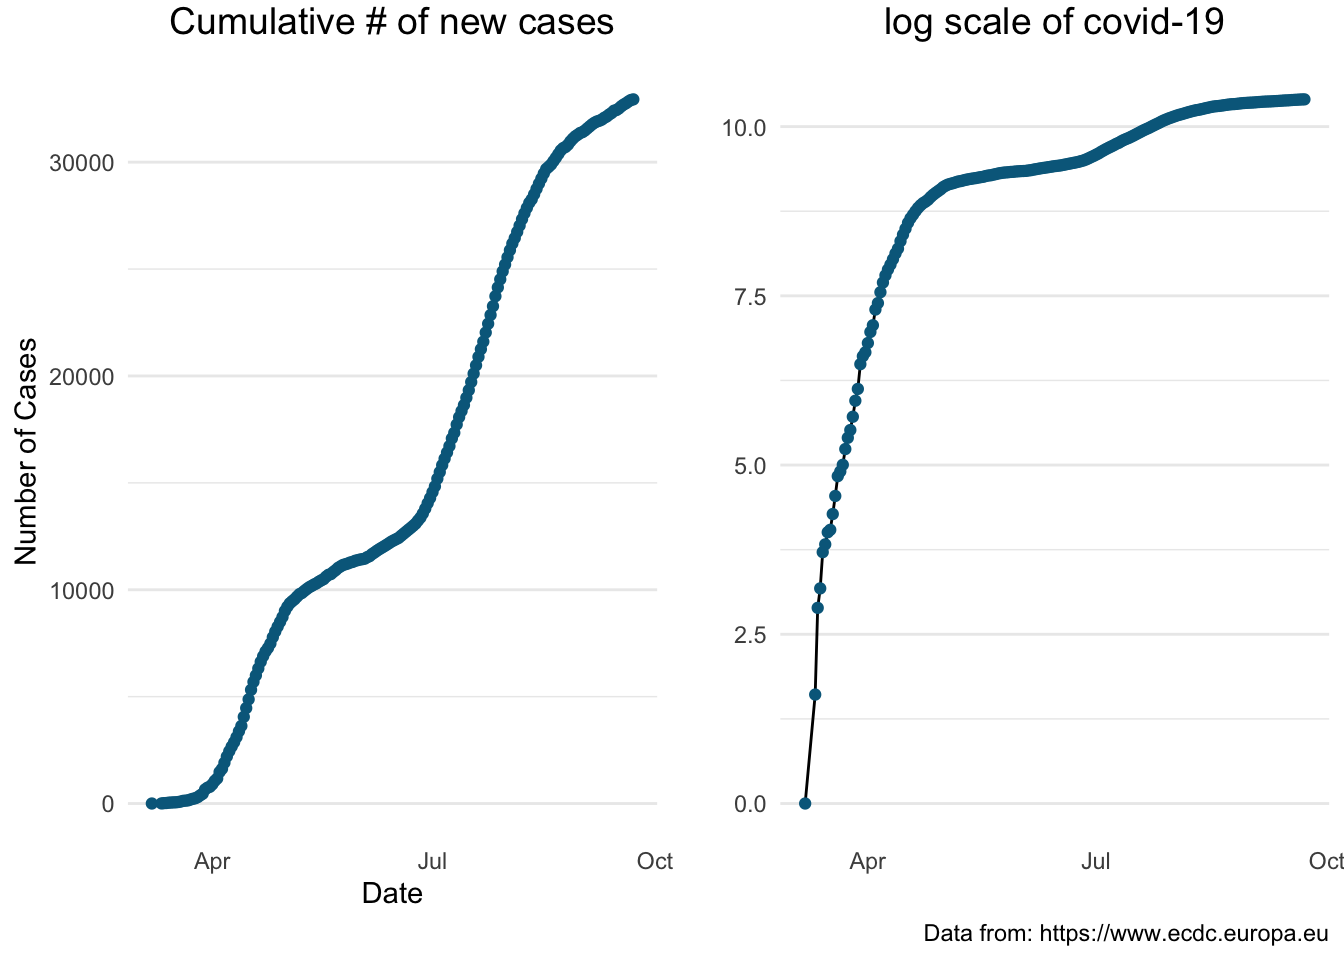 Cumulative # of new cases
Number of Cases
30000
20000
10000
0
Apr
Jul
Oct
Date
log scale of covid-19
10.0
7.5
5.0
2.5
0.0
Apr
Jul
Oct
Data from: https://www.ecdc.europa.eu